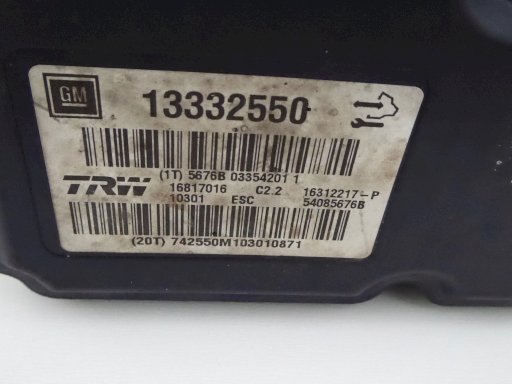 GM 13332550
(1T) 5676B 03354201 1
TRW 16817016 C2.2 16312217-P
10301 ESC 54085676B
(20T) 742550M103010871